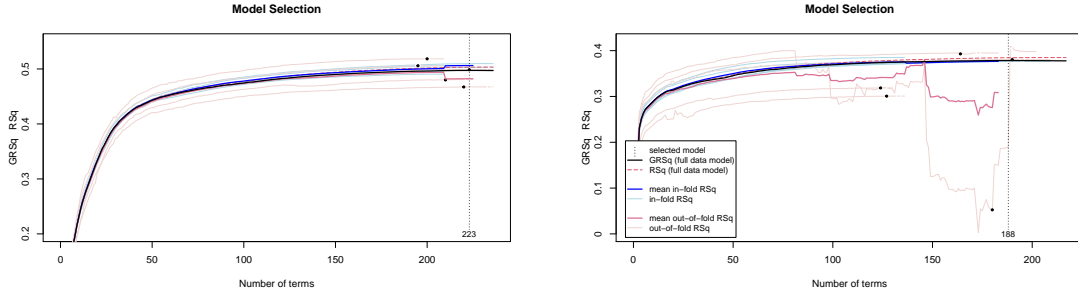 Model Selection
GRSq RSq
0.5
0.4
0.3
0.2
223
0
50
100
150
200
Number of terms
Model Selection
GRSq RSq
0.4
0.3
0.2
0.1
0
selected model
GRSq (full data model)
RSq (full data model)
mean in-fold RSq
in-fold RSq
mean out-of-fold RSq
out-of-fold RSq
188
0
50
100
150
200
Number of terms